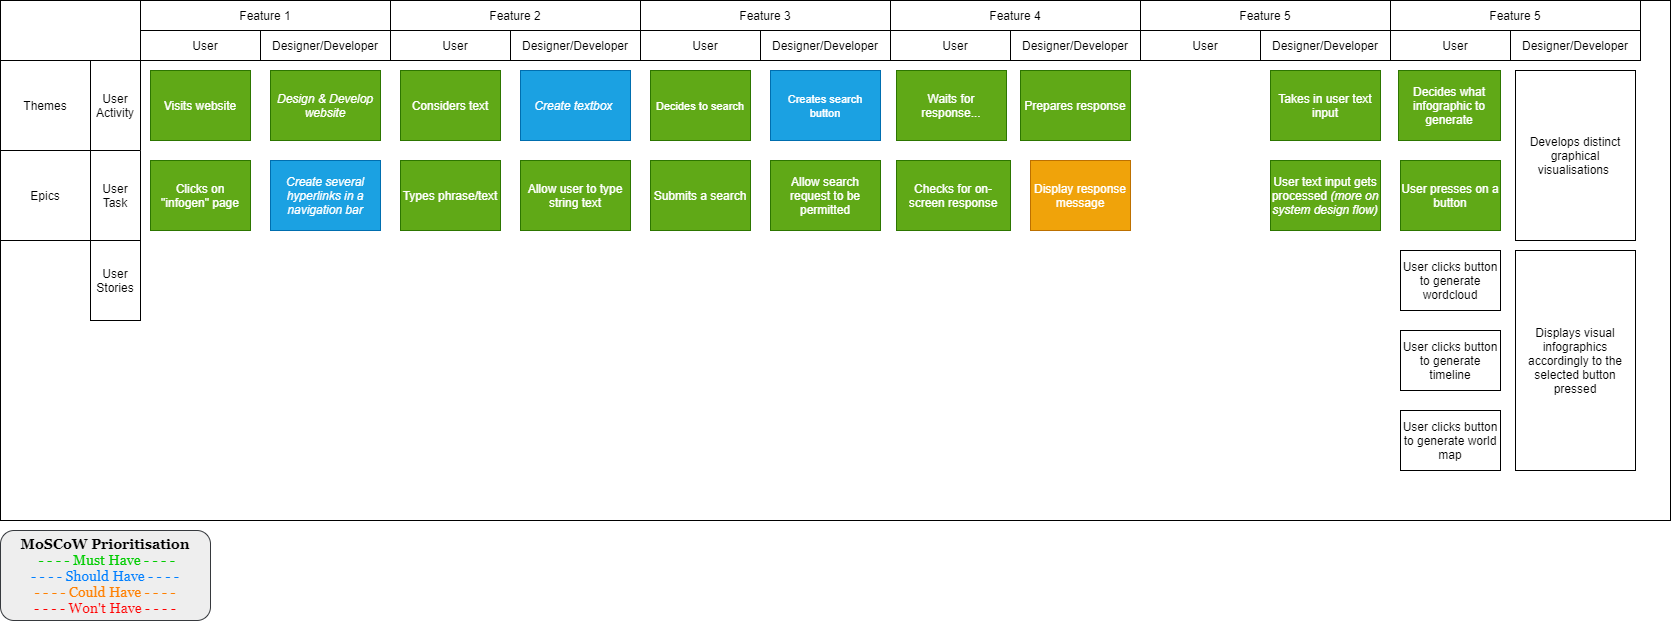 Feature 1
Feature 2
Feature 3
Feature 4
Feature 5
Feature 5
User
Designer/Developer
User
Designer/Developer
User
Designer/Developer
User
Designer/Developer
User
Designer/Developer
User
Designer/Developer
Themes
User
Activity
Visits website
Design & Develop
website
Considers text
Create textbox
Decides to search
Creates search
button
Waits for
response...
Prepares response
Takes in user text
input
Decides what
infographic to
generate
Develops distinct
graphical
visualisations
Epics
User
Task
Clicks on
"infogen" page
Create several
hyperlinks in a
navigation bar
Types phrase/text
Allow user to type
string text
Submits a search
Allow search
request to be
permitted
Checks for on-
screen response
Display response
message
User text input gets
processed (more on
system design flow)
User presses on a
button
User
Stories
User clicks button
to generate
wordcloud
User clicks button
to generate
timeline
User clicks button
to generate world
map
Displays visual
infographics
accordingly to the
selected button
pressed
MoSCoW Prioritisation
- - - - Must Have - - - -
- - - - Should Have - - - -
- - - - Could Have - - - -
- - - - Won't Have - - - -